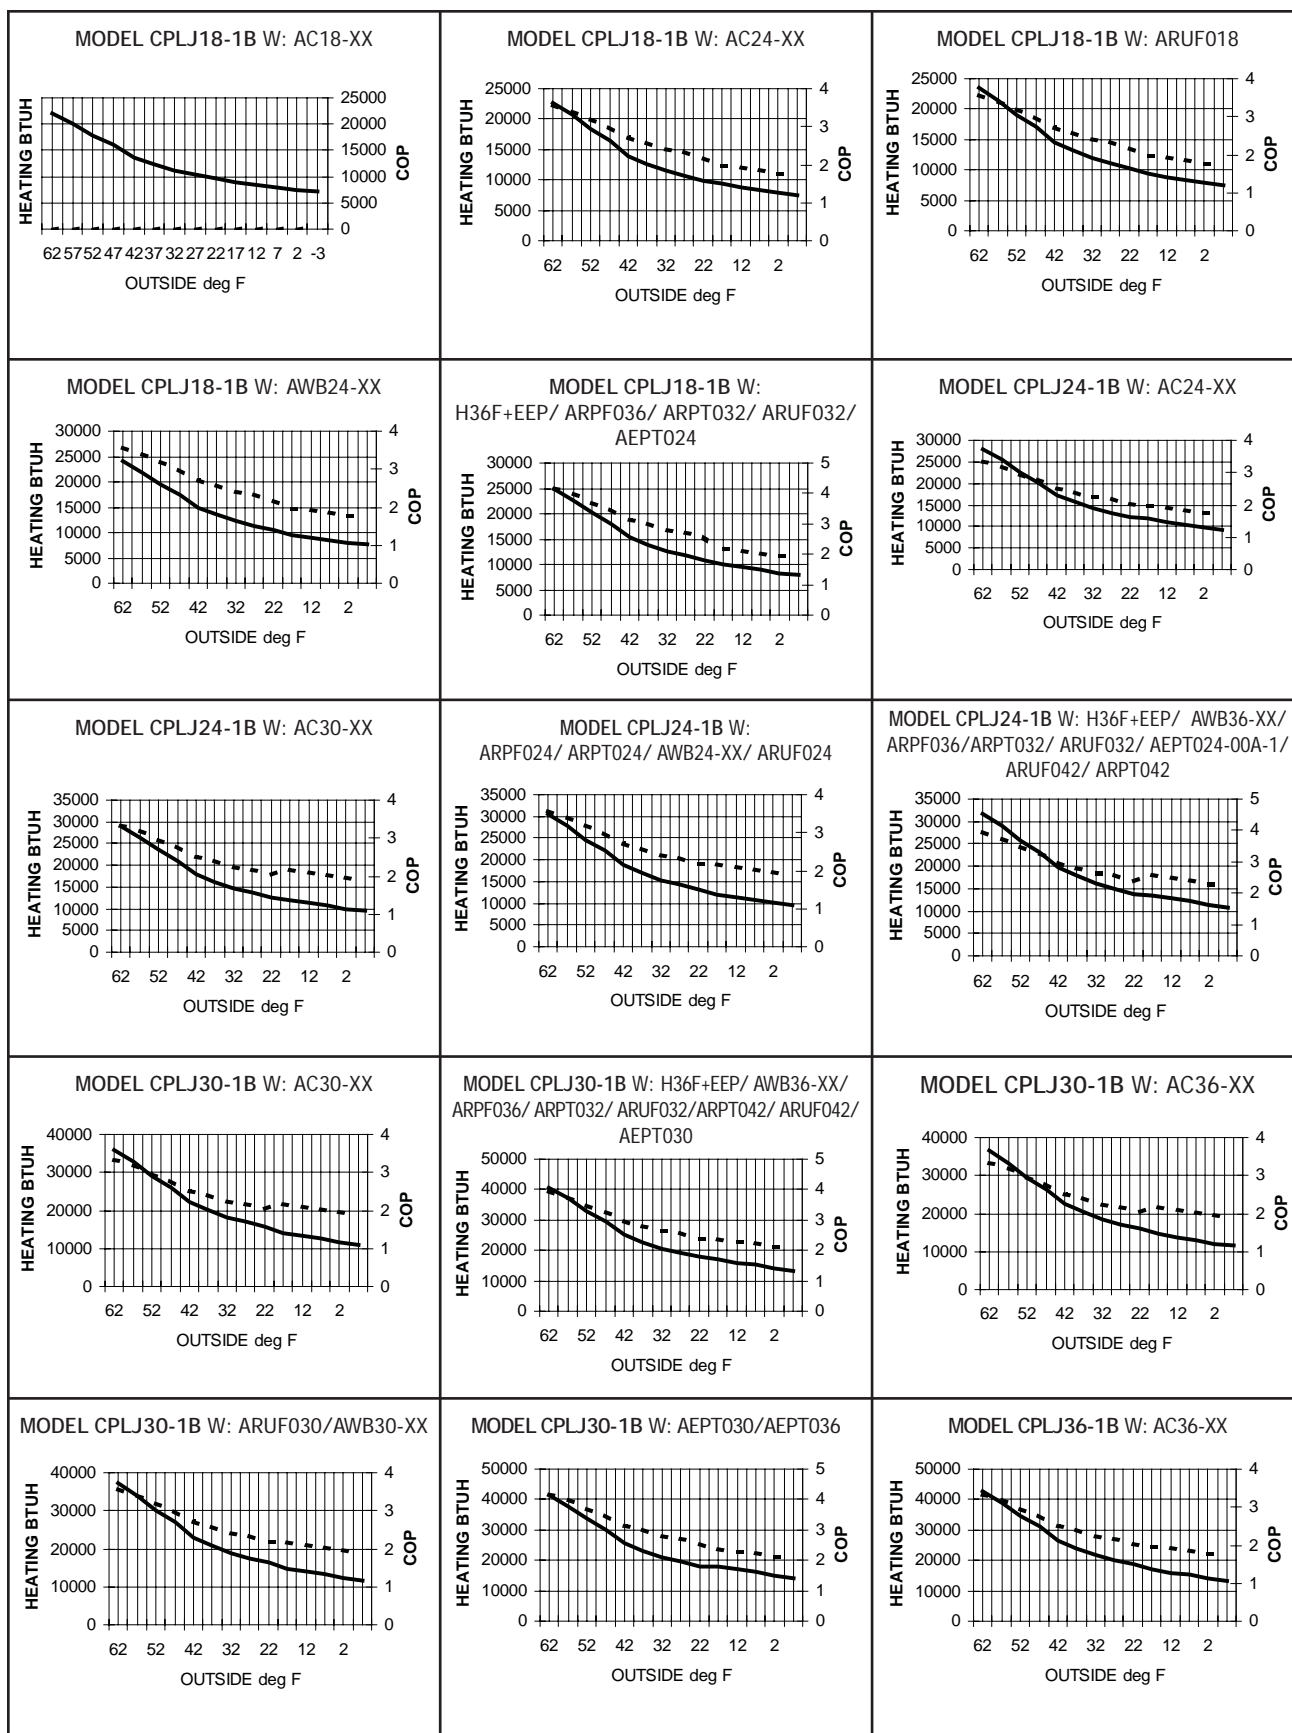 MODEL CPLJ18-1B W: AC18-XX
HEATING BTUH
25000
20000
15000
10000
5000
0
25000
20000
15000
10000
5000
0
COP
62 57 52 47 42 37 32 27 22 17 12 7 2 -3
OUTSIDE deg F
MODEL CPLJ18-1B W: AC24-XX
HEATING BTUH
25000
20000
15000
10000
5000
0
4
3
2
1
0
COP
62 52 42 32 22 12 2
OUTSIDE deg F
MODEL CPLJ18-1B W: ARUF018
HEATING BTUH
25000
20000
15000
10000
5000
0
4
3
2
1
0
COP
62 52 42 32 22 12 2
OUTSIDE deg F
MODEL CPLJ18-1B W: AWB24-XX
HEATING BTUH
30000
25000
20000
15000
10000
5000
0
4
3
2
1
0
COP
62 52 42 32 22 12 2
OUTSIDE deg F
MODEL CPLJ18-1B W:
H36F+EEP/ ARPF036/ ARPT032/ ARUF032/
AEPT024
HEATING BTUH
30000
25000
20000
15000
10000
5000
0
5
4
3
2
1
0
COP
62 52 42 32 22 12 2
OUTSIDE deg F
MODEL CPLJ24-1B W: AC24-XX
HEATING BTUH
30000
25000
20000
15000
10000
5000
0
4
3
2
1
0
COP
62 52 42 32 22 12 2
OUTSIDE deg F
MODEL CPLJ24-1B W: AC30-XX
HEATING BTUH
35000
30000
25000
20000
15000
10000
5000
0
4
3
2
1
0
COP
62 52 42 32 22 12 2
OUTSIDE deg F
MODEL CPLJ24-1B W:
ARPF024/ ARPT024/ AWB24-XX/ ARUF024
HEATING BTUH
35000
30000
25000
20000
15000
10000
5000
0
4
3
2
1
0
COP
62 52 42 32 22 12 2
OUTSIDE deg F
MODEL CPLJ24-1B W: H36F+EEP/ AWB36-XX/
ARPF036/ARPT032/ ARUF032/ AEPT024-00A-1/
ARUF042/ ARPT042
HEATING BTUH
35000
30000
25000
20000
15000
10000
5000
0
5
4
3
2
1
0
COP
62 52 42 32 22 12 2
OUTSIDE deg F
MODEL CPLJ30-1B W: AC30-XX
HEATING BTUH
40000
30000
20000
10000
0
4
3
2
1
0
COP
62 52 42 32 22 12 2
OUTSIDE deg F
MODEL CPLJ30-1B W: H36F+EEP/ AWB36-XX/
ARPF036/ ARPT032/ ARUF032/ARPT042/ ARUF042/
AEPT030
HEATING BTUH
50000
40000
30000
20000
10000
0
5
4
3
2
1
0
COP
62 52 42 32 22 12 2
OUTSIDE deg F
MODEL CPLJ30-1B W: AC36-XX
HEATING BTUH
40000
30000
20000
10000
0
4
3
2
1
0
COP
62 52 42 32 22 12 2
OUTSIDE deg F
MODEL CPLJ30-1B W: ARUF030/AWB30-XX
HEATING BTUH
40000
30000
20000
10000
0
4
3
2
1
0
COP
62 52 42 32 22 12 2
OUTSIDE deg F
MODEL CPLJ30-1B W: AEPT030/AEPT036
HEATING BTUH
50000
40000
30000
20000
10000
0
5
4
3
2
1
0
COP
62 52 42 32 22 12 2
OUTSIDE deg F
MODEL CPLJ36-1B W: AC36-XX
HEATING BTUH
50000
40000
30000
20000
10000
0
4
3
2
1
0
COP
62 52 42 32 22 12 2
OUTSIDE deg F